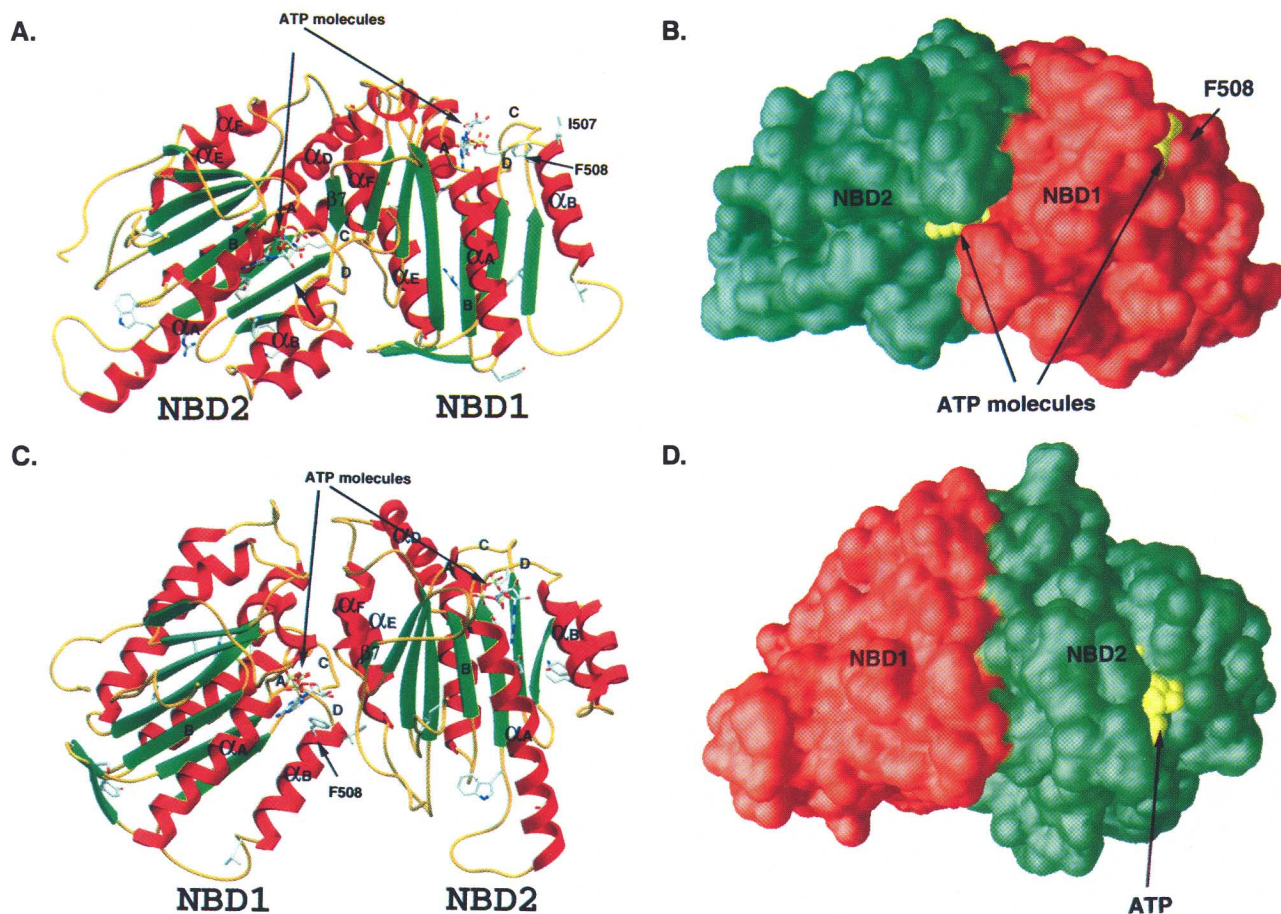 A.
ATP molecules
αF
αE
αD
αF
A
C
I507
D
F508
αB
β7
A
B
C
D
αE
αA
B
αA
αB
NBD2
NBD1
B.
F508
NBD2
NBD1
ATP molecules
C.
ATP molecules
αD
C
D
A
αF
αE
β7
αB
C
A
B
B
D
αA
αA
αB
F508
NBD1
NBD2
D.
NBD1
NBD2
ATP